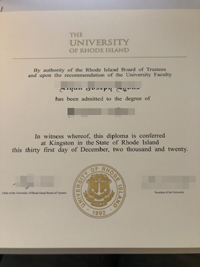 THE
UNIVERSITY
OF RHODE ISLAND
By authority of the Rhode Island Board of Trustees
and upon the recommendation of the University Faculty
has been admitted to the degree of
In witness whereof, this diploma is conferred
at Kingston in the State of Rhode Island
this thirty first day of December, two thousand and twenty.
UNIVERSITY OF RHODE ISLAND
1892